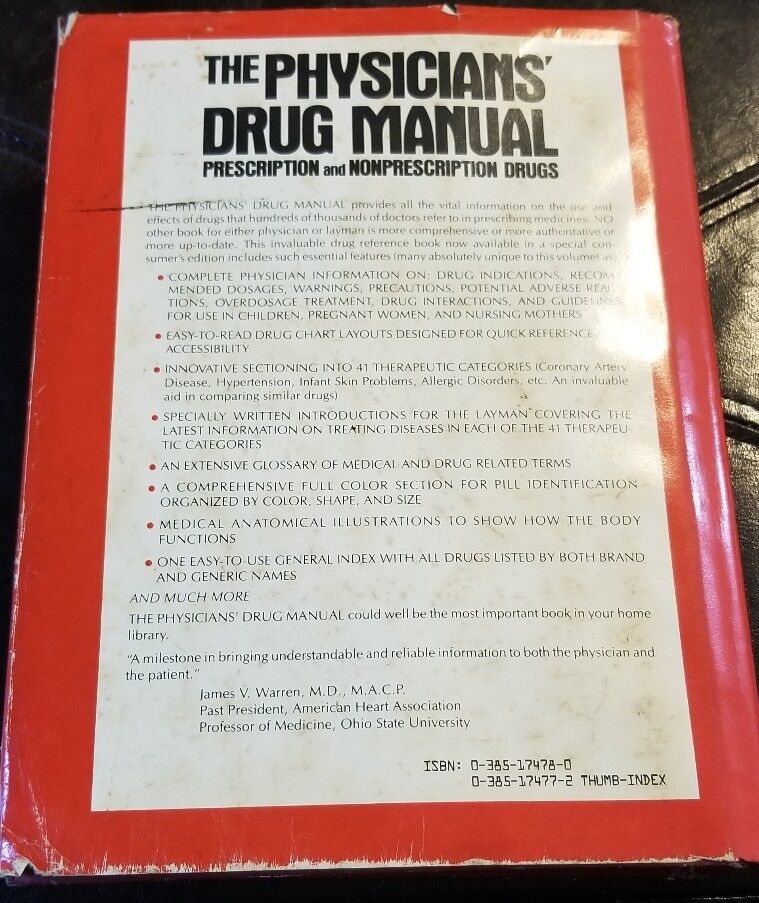 THE PHYSICIANS'
DRUG MANUAL
PRESCRIPTION and NONPRESCRIPTION DRUGS
THE PHYSICIANS' DRUG MANUAL provides all the vital information on the use and
effects of drugs that hundreds of thousands of doctors refer to in prescribing medicines. NO
other book for either physician or layman is more comprehensive or more authoritative or
more up-to-date. This invaluable drug reference book now available in a special con-
sumer's edition includes such essential features (many absolutely unique to this volume) as:
• COMPLETE PHYSICIAN INFORMATION ON: DRUG INDICATIONS, RECOM-
MENDED DOSAGES, WARNINGS, PRECAUTIONS, POTENTIAL ADVERSE REAC-
TIONS, OVERDOSAGE TREATMENT, DRUG INTERACTIONS, AND GUIDELINES
FOR USE IN CHILDREN, PREGNANT WOMEN, AND NURSING MOTHERS
• EASY-TO-READ DRUG CHART LAYOUTS DESIGNED FOR QUICK REFERENCE
ACCESSIBILITY
• INNOVATIVE SECTIONING INTO 41 THERAPEUTIC CATEGORIES (Coronary Artery
Disease, Hypertension, Infant Skin Problems, Allergic Disorders, etc. An invaluable
aid in comparing similar drugs)
• SPECIALLY WRITTEN INTRODUCTIONS FOR THE LAYMAN COVERING THE
LATEST INFORMATION ON TREATING DISEASES IN EACH OF THE 41 THERAPEU-
TIC CATEGORIES
• AN EXTENSIVE GLOSSARY OF MEDICAL AND DRUG RELATED TERMS
• A COMPREHENSIVE FULL COLOR SECTION FOR PILL IDENTIFICATION
ORGANIZED BY COLOR, SHAPE, AND SIZE
• MEDICAL ANATOMICAL ILLUSTRATIONS TO SHOW HOW THE BODY
FUNCTIONS
• ONE EASY-TO-USE GENERAL INDEX WITH ALL DRUGS LISTED BY BOTH BRAND
AND GENERIC NAMES
AND MUCH MORE
THE PHYSICIANS' DRUG MANUAL could well be the most important book in your home
library.
"A milestone in bringing understandable and reliable information to both the physician and
the patient."
James V. Warren, M.D., M.A.C.P.
Past President, American Heart Association
Professor of Medicine, Ohio State University
ISBN: 0-385-17478-0
0-385-17477-2 THUMB-INDEX